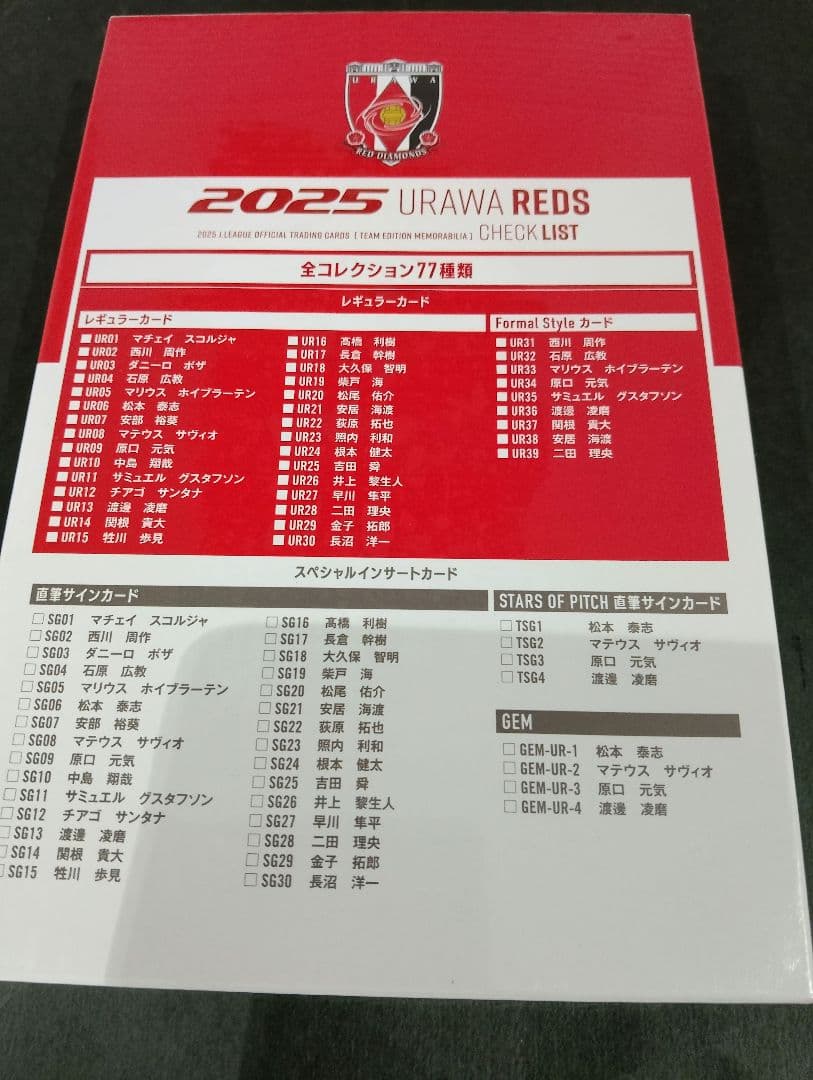 URAWA
RED DIAMONDS
2025 URAWA REDS
2025 J.LEAGUE OFFICIAL TRADING CARDS [ TEAM EDITION MEMORABILIA ] CHECK LIST
全コレクション77種類
レギュラーカード
レギュラーカード
UR01 マチェイ スコルジャ
UR02 西川 周作
UR03 ダニーロ ボザ
UR04 石原 広教
UR05 マリウス ホイブラーテン
UR06 松本 泰志
UR07 安部 裕葵
UR08 マテウス サヴィオ
UR09 原口 元気
UR10 中島 翔哉
UR11 サミュエル グスタフソン
UR12 チアゴ サンタナ
UR13 渡邊 凌磨
UR14 関根 貴大
UR15 牲川 歩見
UR16 髙橋 利樹
UR17 長倉 幹樹
UR18 大久保 智明
UR19 柴戸 海
UR20 松尾 佑介
UR21 安居 海渡
UR22 荻原 拓也
UR23 照内 利和
UR24 根本 健太
UR25 吉田 舜
UR26 井上 黎生人
UR27 早川 隼平
UR28 二田 理央
UR29 金子 拓郎
UR30 長沼 洋一
Formal Style カード
UR31 西川 周作
UR32 石原 広教
UR33 マリウス ホイブラーテン
UR34 原口 元気
UR35 サミュエル グスタフソン
UR36 渡邊 凌磨
UR37 関根 貴大
UR38 安居 海渡
UR39 二田 理央
スペシャルインサートカード
直筆サインカード
SG01 マチェイ スコルジャ
SG02 西川 周作
SG03 ダニーロ ボザ
SG04 石原 広教
SG05 マリウス ホイブラーテン
SG06 松本 泰志
SG07 安部 裕葵
SG08 マテウス サヴィオ
SG09 原口 元気
SG10 中島 翔哉
SG11 サミュエル グスタフソン
SG12 チアゴ サンタナ
SG13 渡邊 凌磨
SG14 関根 貴大
SG15 牲川 歩見
SG16 髙橋 利樹
SG17 長倉 幹樹
SG18 大久保 智明
SG19 柴戸 海
SG20 松尾 佑介
SG21 安居 海渡
SG22 荻原 拓也
SG23 照内 利和
SG24 根本 健太
SG25 吉田 舜
SG26 井上 黎生人
SG27 早川 隼平
SG28 二田 理央
SG29 金子 拓郎
SG30 長沼 洋一
STARS OF PITCH 直筆サインカード
TSG1 松本 泰志
TSG2 マテウス サヴィオ
TSG3 原口 元気
TSG4 渡邊 凌磨
GEM
GEM-UR-1 松本 泰志
GEM-UR-2 マテウス サヴィオ
GEM-UR-3 原口 元気
GEM-UR-4 渡邊 凌磨